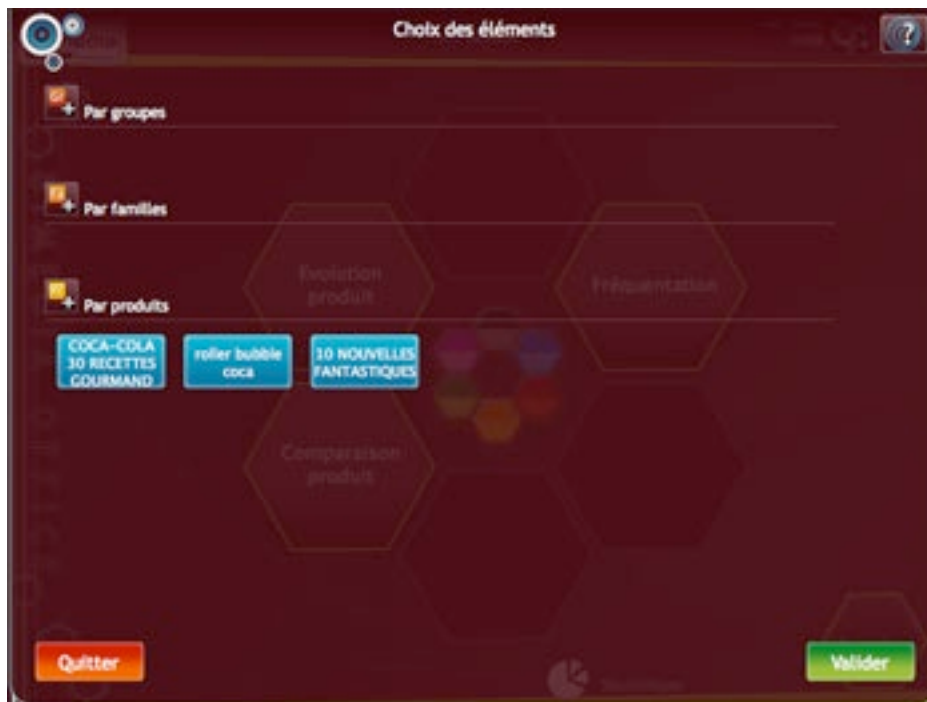 Choix des éléments
?
Par groupes
Par familles
Evolution
produit
Fréquentation
Par produits
COCA-COLA
30 RECETTES
GOURMAND
roller bubble
coca
10 NOUVELLES
FANTASTIQUES
Comparaison
produit
Quitter
Valider